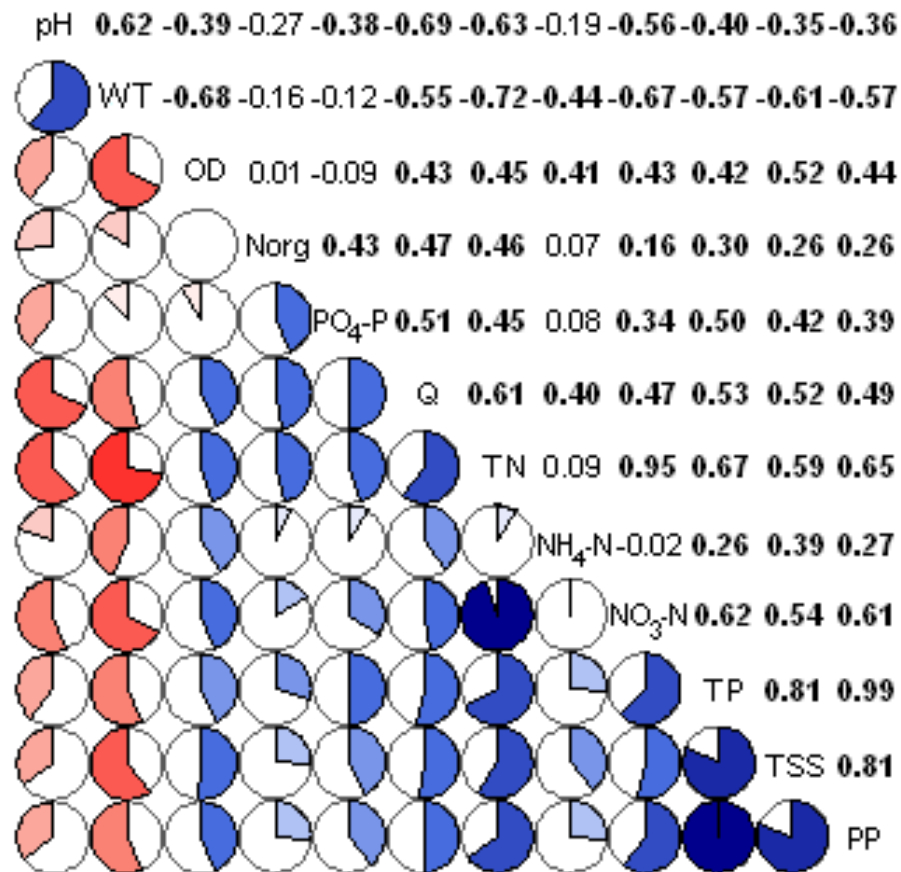 pH 0.62 -0.39 -0.27 -0.38 -0.69 -0.63 -0.19 -0.56 -0.40 -0.35 -0.36
WT -0.68 -0.16 -0.12 -0.55 -0.72 -0.44 -0.67 -0.57 -0.61 -0.57
OD 0.01 -0.09 0.43 0.45 0.41 0.43 0.42 0.52 0.44
Norg 0.43 0.47 0.46 0.07 0.16 0.30 0.26 0.26
PO₄-P 0.51 0.45 0.08 0.34 0.50 0.42 0.39
Q 0.61 0.40 0.47 0.53 0.52 0.49
TN 0.09 0.95 0.67 0.59 0.65
NH₄-N -0.02 0.26 0.39 0.27
NO₃-N 0.62 0.54 0.61
TP 0.81 0.99
TSS 0.81
PP